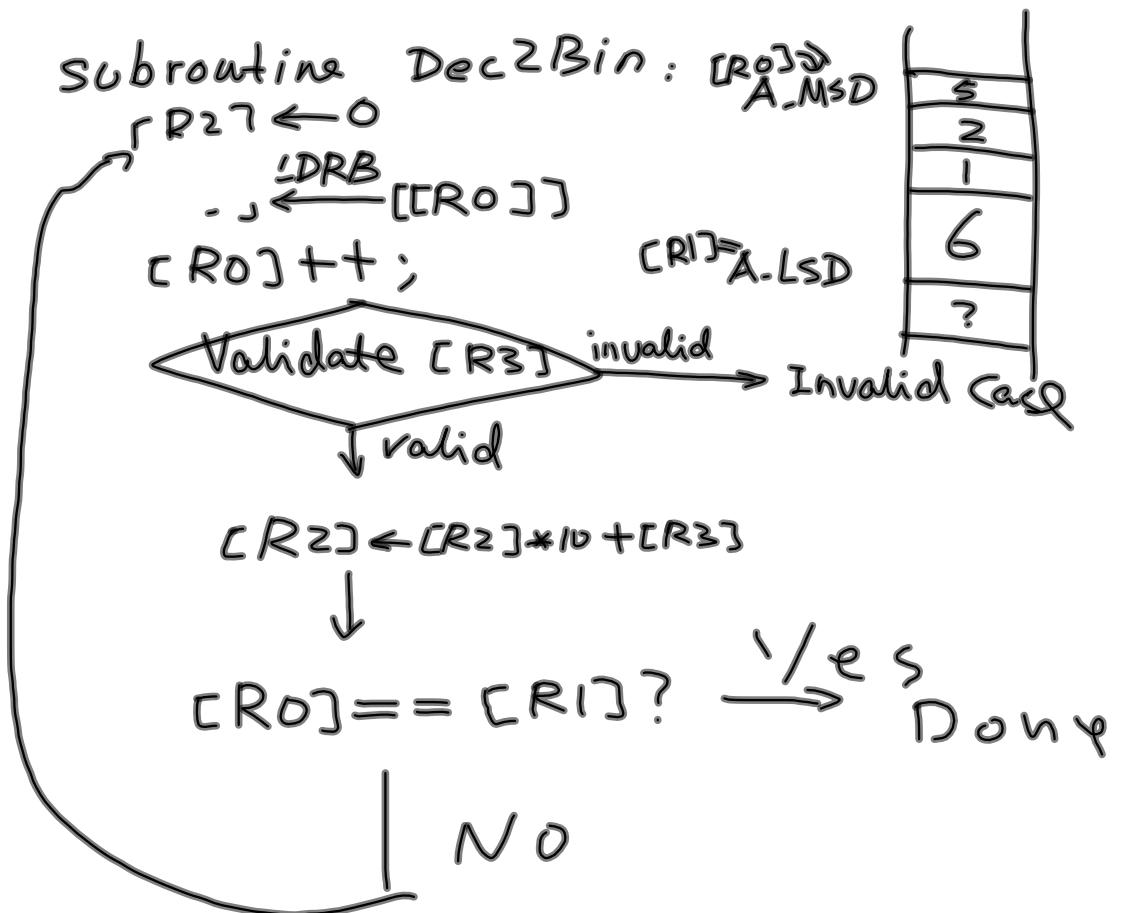 Subroutine Dec2Bin: [R0]⇒
A_MSD
[R2] ← 0
LDRB
← [[R0]]
[R0]++;
[R1]=
A_LSD
5
2
1
6
?
Validate [R3]
invalid
Invalid Case
valid
[R2] ← [R2]*10+[R3]
[R0]== [R1]?
Yes
Done
NO